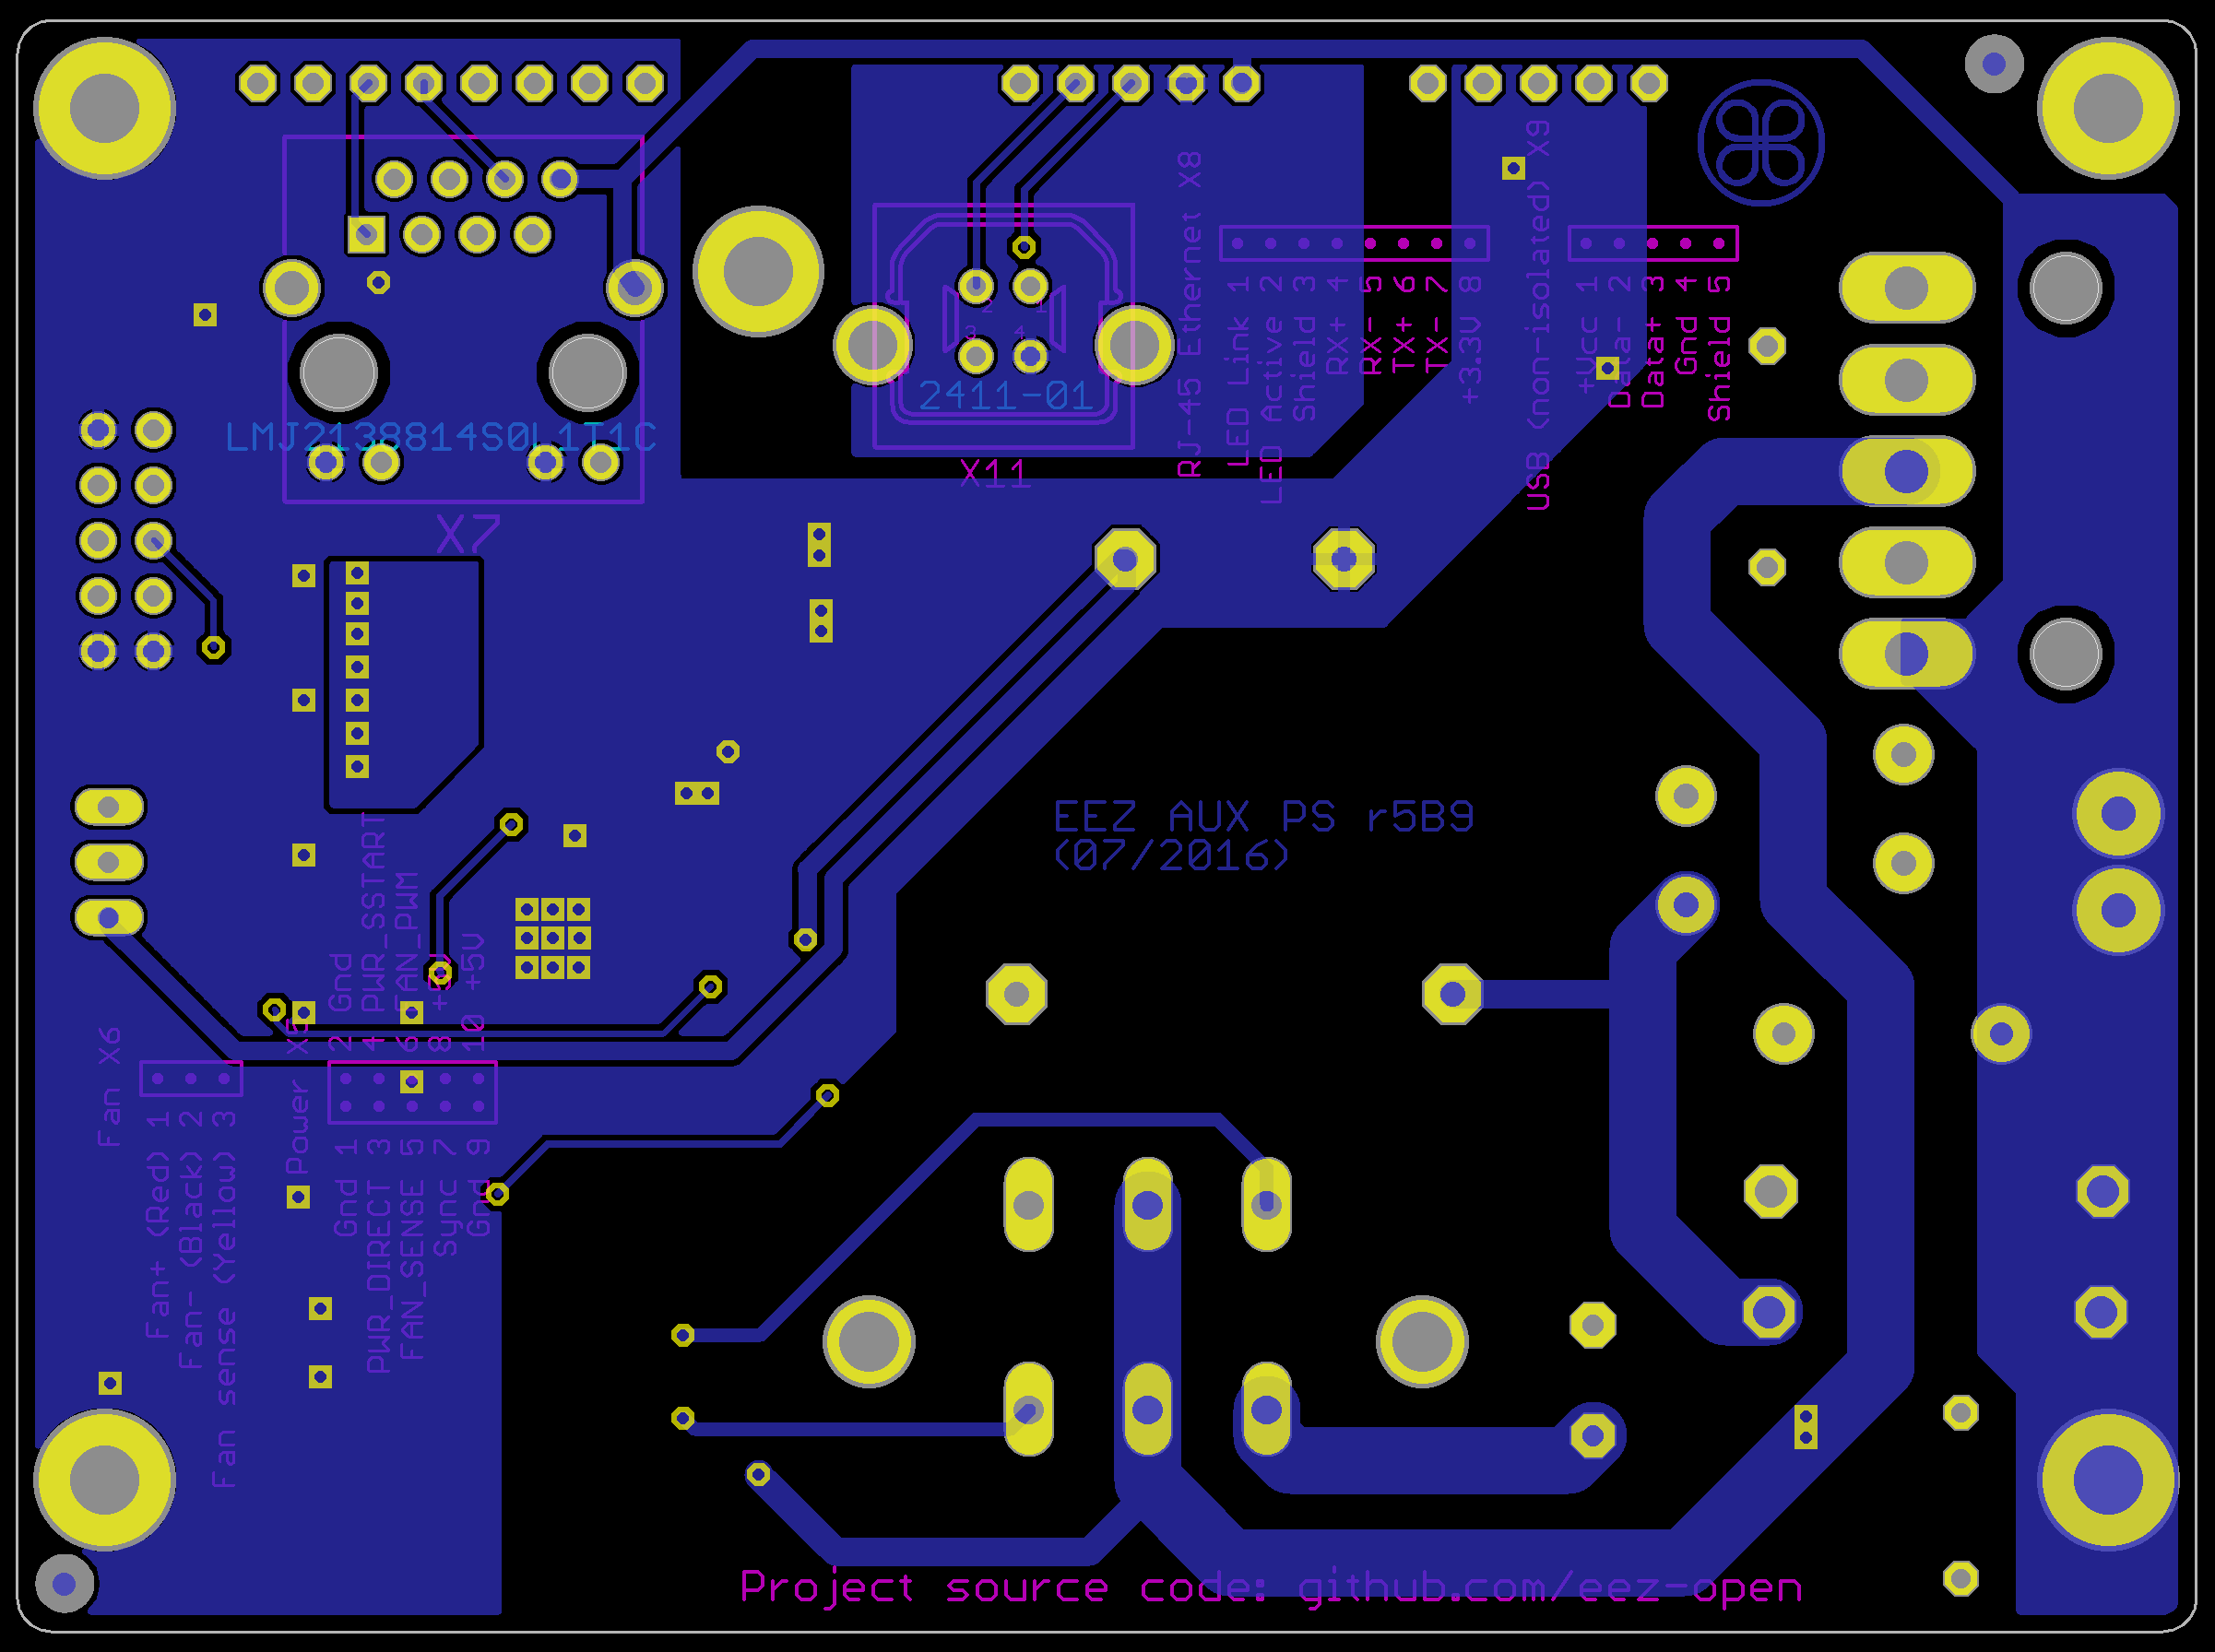 LMJ2138814S0L1T1C
X7
2411-01
2
1
3
4
X11
RJ-45 Ethernet X8
LED Link 1
LED Active 2
Shield 3
RX+ 4
RX- 5
TX+ 6
TX- 7
+3.3V 8
USB (non-isolated) X9
+Vcc 1
Data- 2
Data+ 3
Gnd 4
Shield 5
EEZ AUX PS r5B9
(07/2016)
Fan X6
Fan+ (Red) 1
Fan- (Black) 2
Fan sense (Yellow) 3
Power
2 Gnd
4 PWR_SSTART
6 FAN_PWM
10 +5V
Gnd 1
PWR_DIRECT 3
FAN_SENSE 5
Sync 7
Gnd 9
Project source code: github.com/eez-open